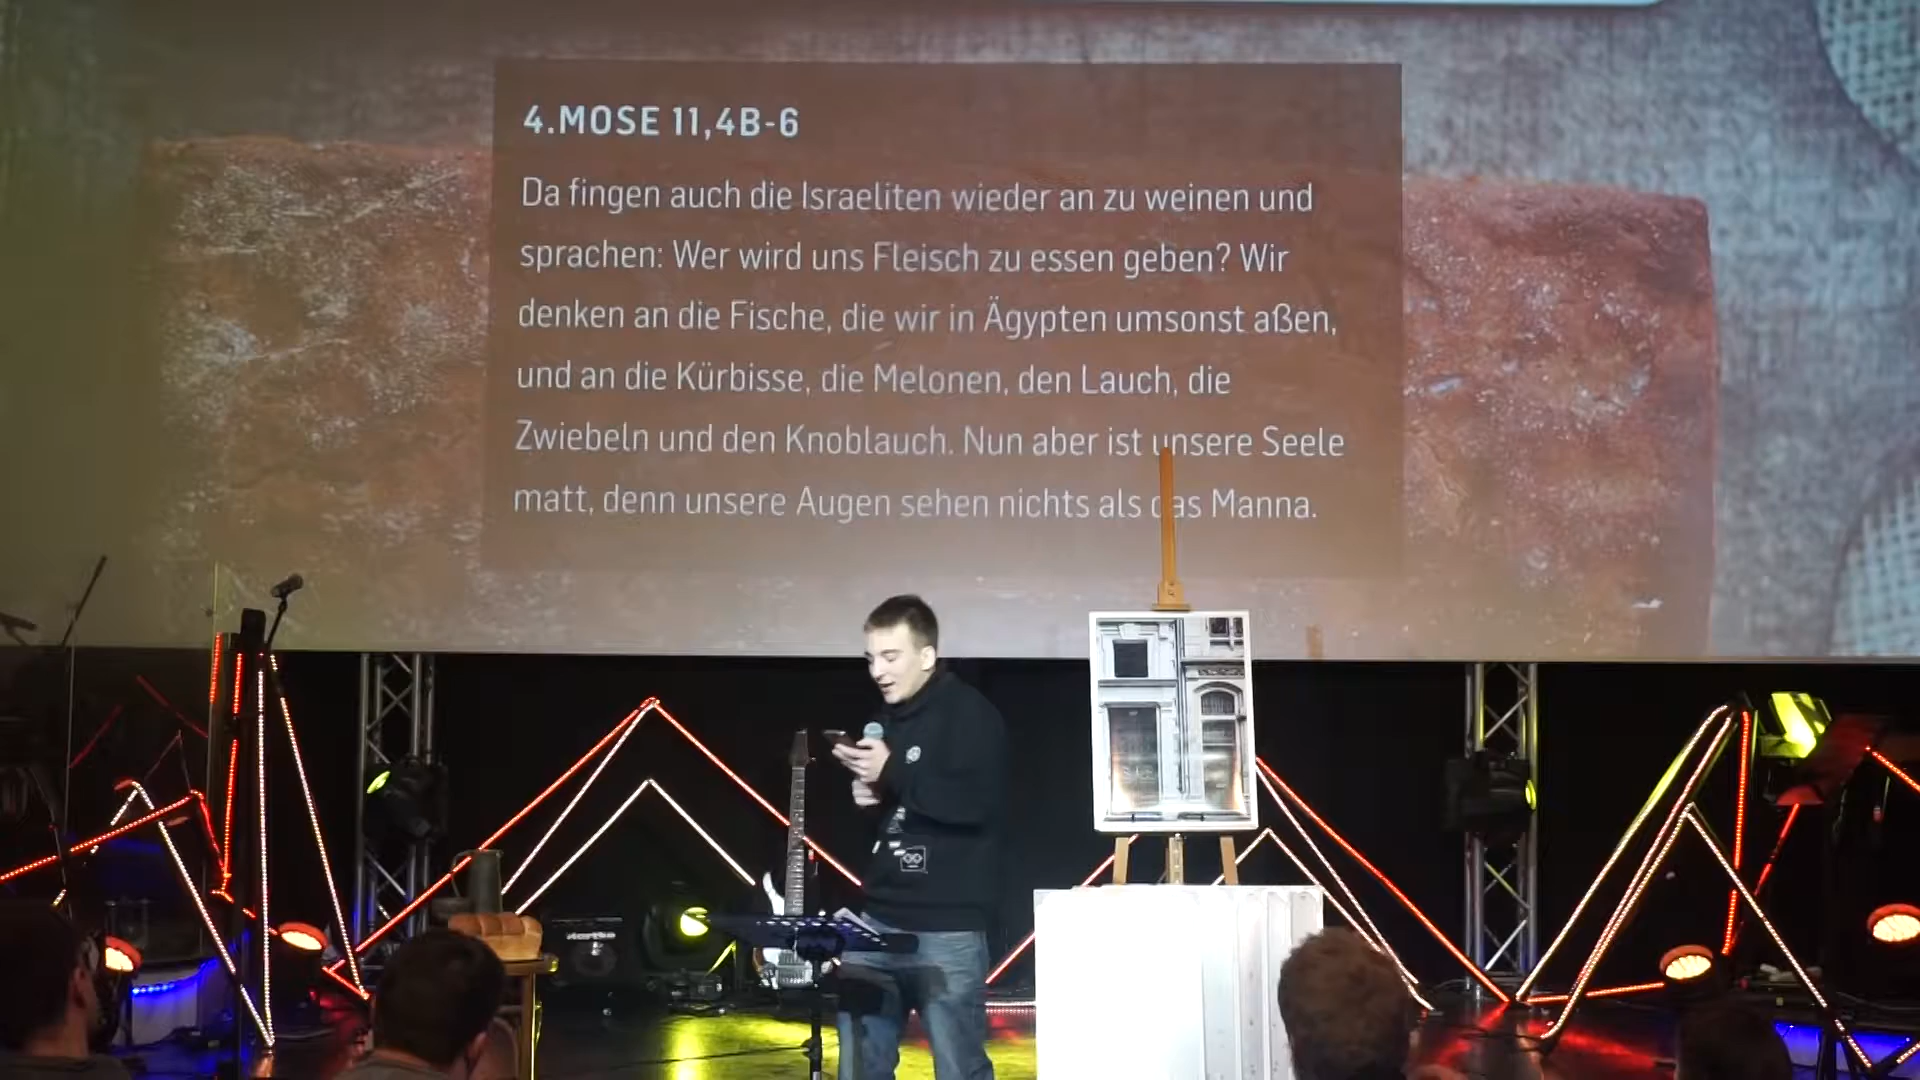 4.MOSE 11,4B-6
Da fingen auch die Israeliten wieder an zu weinen und
sprachen: Wer wird uns Fleisch zu essen geben? Wir
denken an die Fische, die wir in Ägypten umsonst aßen,
und an die Kürbisse, die Melonen, den Lauch, die
Zwiebeln und den Knoblauch. Nun aber ist unsere Seele
matt, denn unsere Augen sehen nichts als das Manna.
Hartke